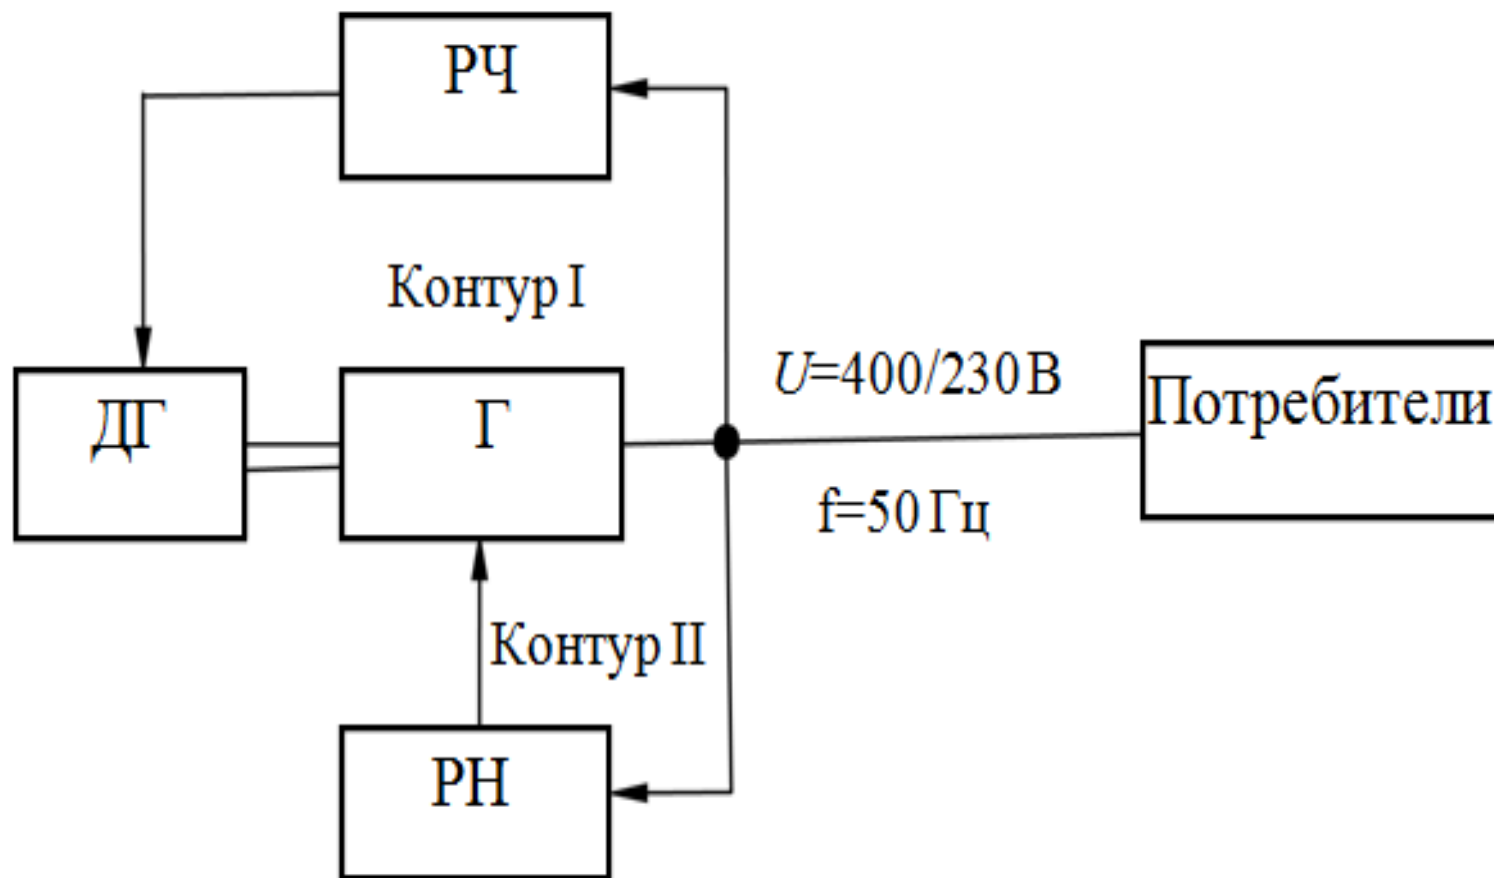 РЧ
Контур I
U=400/230 В
ДГ
Г
Потребители
f=50 Гц
Контур II
РН